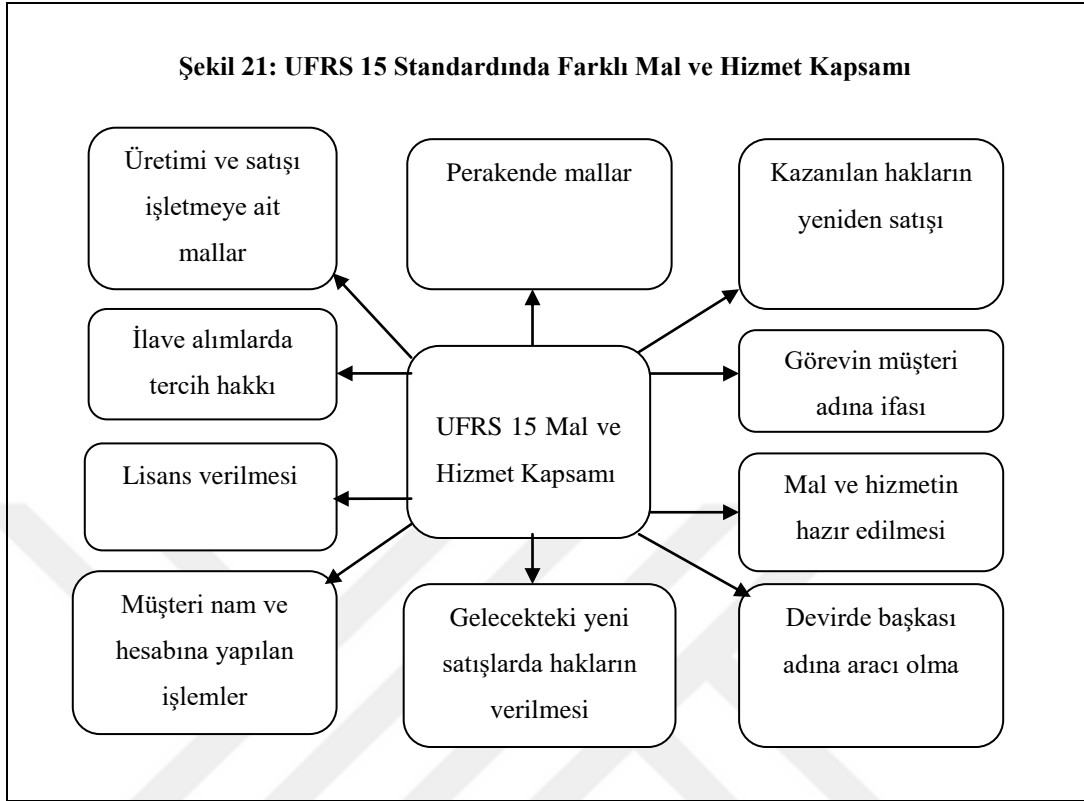 Şekil 21: UFRS 15 Standardında Farklı Mal ve Hizmet Kapsamı
Üretimi ve satışı
işletmeye ait
mallar
Perakende mallar
Kazanılan hakların
yeniden satışı
İlave alımlarda
tercih hakkı
UFRS 15 Mal ve
Hizmet Kapsamı
Görevin müşteri
adına ifası
Lisans verilmesi
Mal ve hizmetin
hazır edilmesi
Müşteri nam ve
hesabına yapılan
işlemler
Gelecekteki yeni
satışlarda hakların
verilmesi
Devirde başkası
adına aracı olma